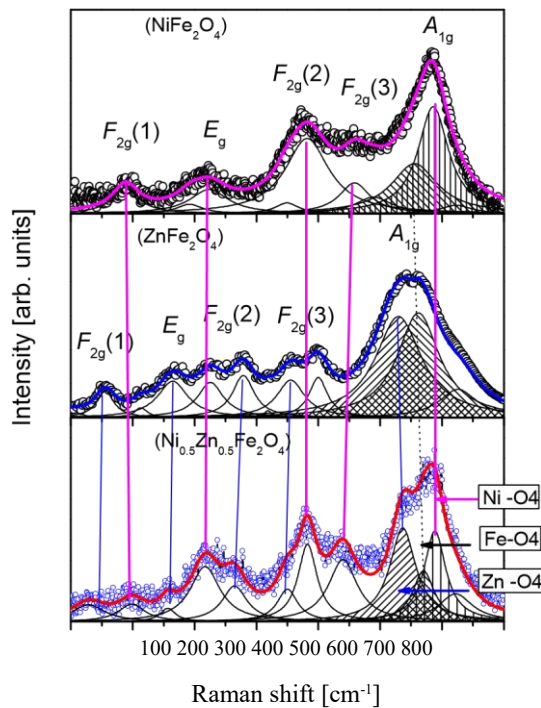 (NiFe2O4)
A1g
F2g(2)
F2g(3)
F2g(1)
Eg
(ZnFe2O4)
A1g
F2g(1)
Eg
F2g(2)
F2g(3)
(Ni0.5Zn0.5Fe2O4)
Ni -O4
Fe-O4
Zn -O4
Intensity [arb. units]
100 200 300 400 500 600 700 800
Raman shift [cm-1]